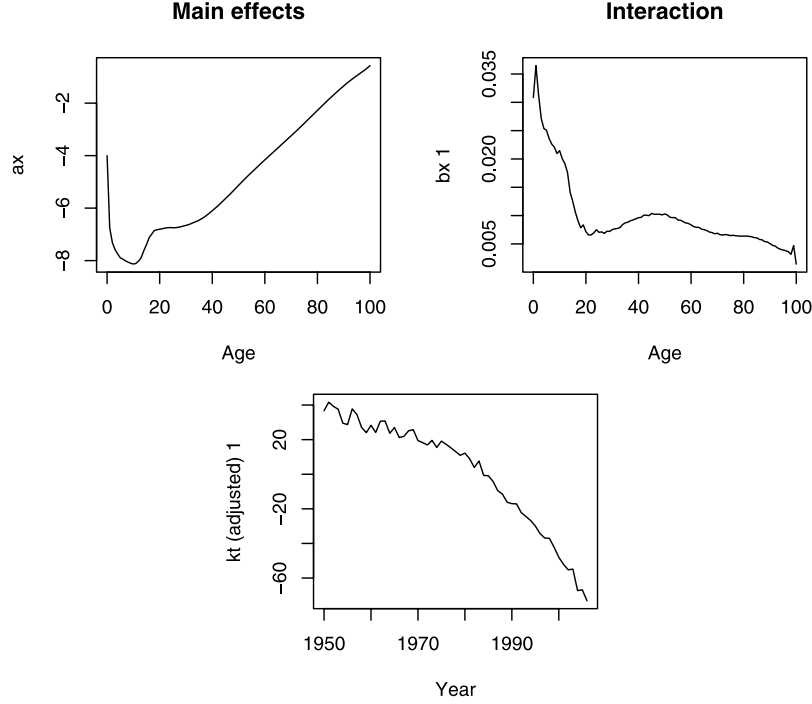 Main effects
Interaction
ax
−2
−4
−6
−8
0 20 40 60 80 100
Age
bx 1
0.035
0.020
0.005
0 20 40 60 80 100
Age
kt (adjusted) 1
20
−20
−60
1950 1970 1990
Year